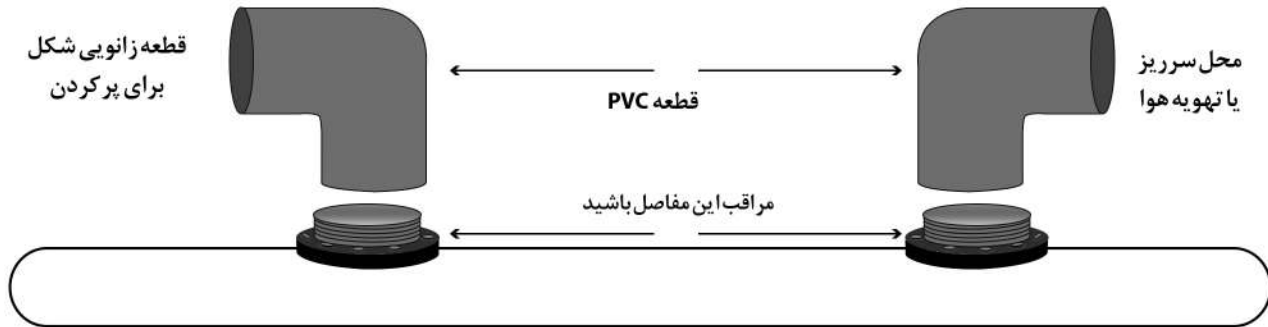 محل سرریز
یا تهویه هوا
قطعه PVC
قطعه زانویی شکل
برای پر کردن
مراقب این مفاصل باشید